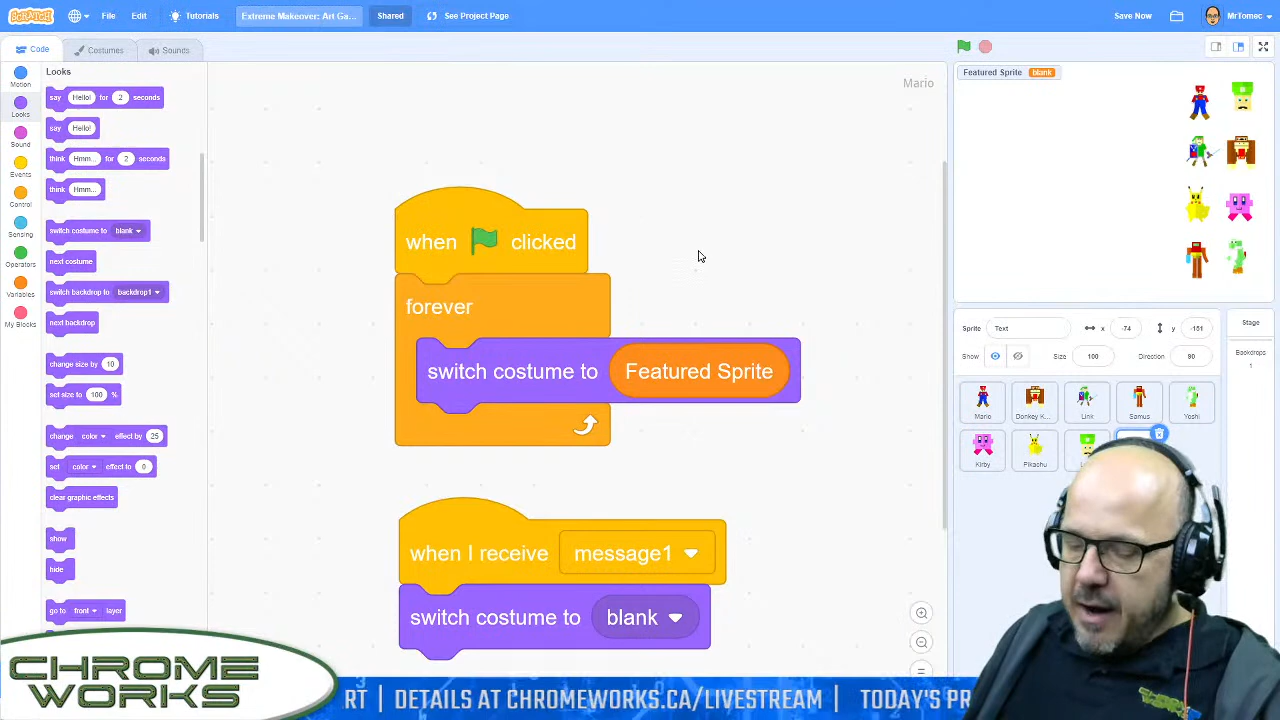 SCRATCH
File
Edit
Tutorials
Extreme Makeover: Art Ga...
Shared
See Project Page
Save Now
MrTomec
Code
Costumes
Sounds
Motion
Looks
Sound
Events
Control
Sensing
Operators
Variables
My Blocks
Looks
say Hello! for 2 seconds
say Hello!
think Hmm... for 2 seconds
think Hmm...
switch costume to blank
next costume
switch backdrop to backdrop1
next backdrop
change size by 10
set size to 100 %
change color effect by 25
set color effect to 0
clear graphic effects
show
hide
go to front layer
Mario
when clicked
forever
switch costume to Featured Sprite
when I receive message1
switch costume to blank
Featured Sprite blank
Sprite Text x -74 y -151
Show Size 100 Direction 90
Stage
Backdrops
1
Mario
Donkey K...
Link
Samus
Yoshi
Kirby
Pikachu
CHROME
WORKS
RT | DETAILS AT CHROMEWORKS.CA/LIVESTREAM | TODAY'S PR